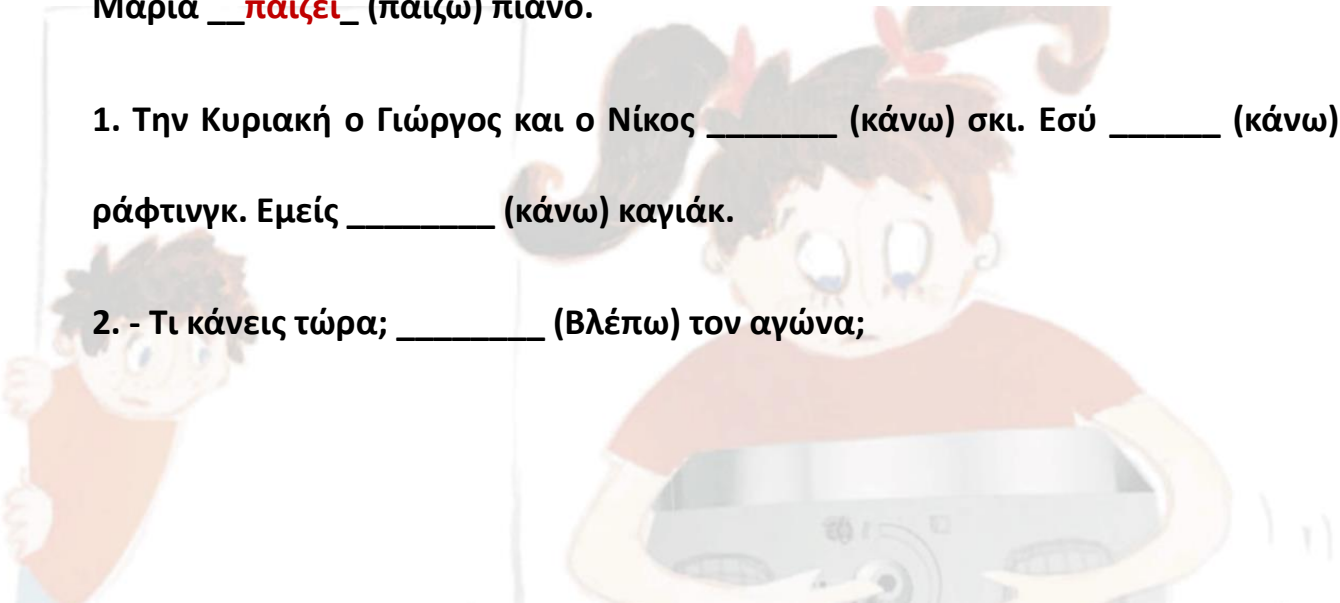 Μαρία __παίζει_ (παίζω) πιάνο.
1. Την Κυριακή ο Γιώργος και ο Νίκος _______ (κάνω) σκι. Εσύ ______ (κάνω)
ράφτινγκ. Εμείς ________ (κάνω) καγιάκ.
2. - Τι κάνεις τώρα; ________ (Βλέπω) τον αγώνα;